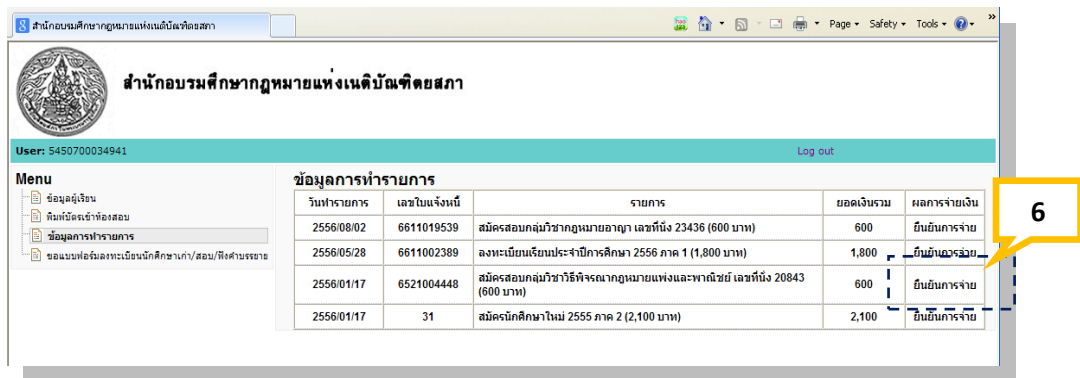 สำนักอบรมศึกษากฎหมายแห่งเนติบัณฑิตยสภา
Page Safety Tools »
สำนักอบรมศึกษากฎหมายแห่งเนติบัณฑิตยสภา
User: 5450700034941 Log out
Menu
ข้อมูลผู้เรียน
พิมพ์บัตรเข้าห้องสอบ
ข้อมูลการทำรายการ
ขอแบบฟอร์มลงทะเบียนนักศึกษาเก่า/สอบ/ฟังคำบรรยาย
ข้อมูลการทำรายการ
วันทำรายการ เลขใบแจ้งหนี้ รายการ ยอดเงินรวม ผลการจ่ายเงิน
2556/08/02 6611019539 สมัครสอบกลุ่มวิชากฎหมายอาญา เลขที่นั่ง 23436 (600 บาท) 600 ยืนยันการจ่าย
2556/05/28 6611002389 ลงทะเบียนเรียนประจำปีการศึกษา 2556 ภาค 1 (1,800 บาท) 1,800 ยืนยันการจ่าย
2556/01/17 6521004448 สมัครสอบกลุ่มวิชาวิธีพิจารณากฎหมายแพ่งและพาณิชย์ เลขที่นั่ง 20843
(600 บาท) 600 ยืนยันการจ่าย
2556/01/17 31 สมัครนักศึกษาใหม่ 2555 ภาค 2 (2,100 บาท) 2,100 ยืนยันการจ่าย
6